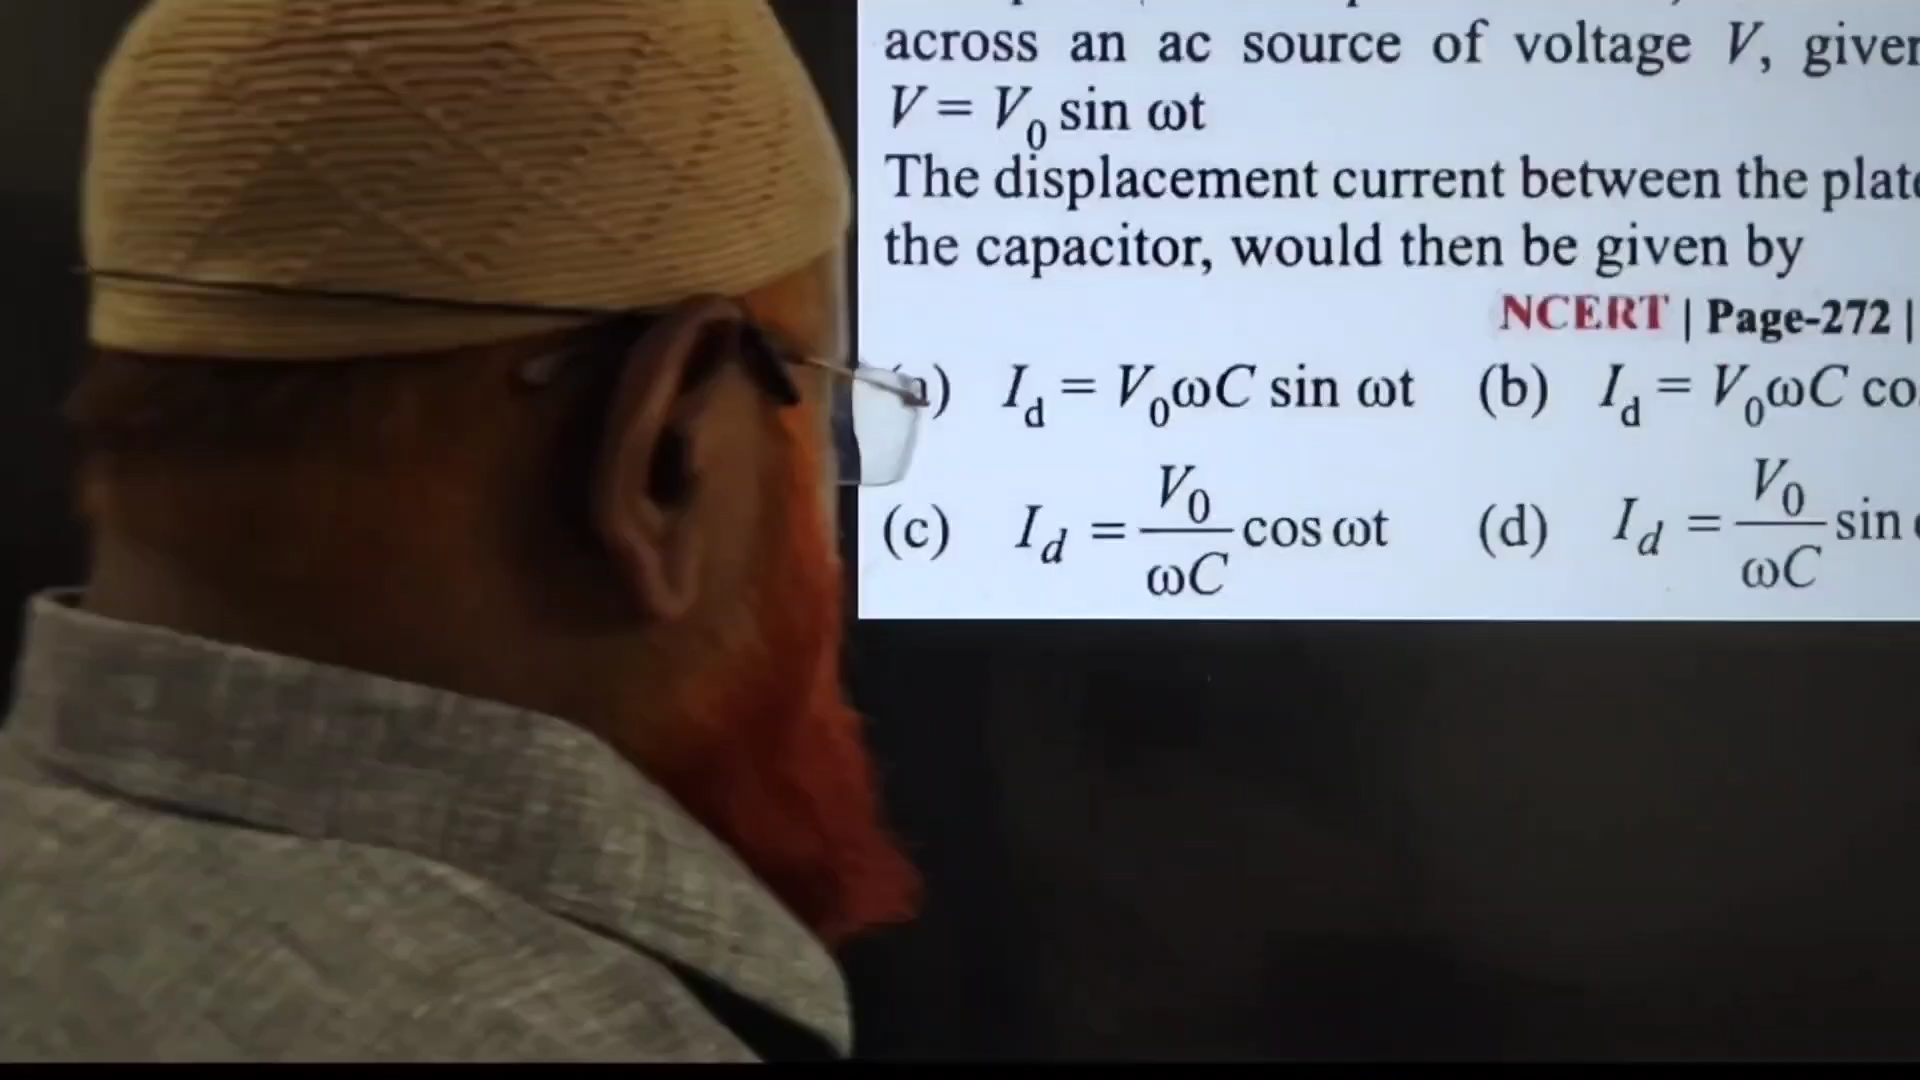 across an ac source of voltage V, given
V = V₀ sin ωt
The displacement current between the plate
the capacitor, would then be given by
NCERT | Page-272 |
(a) I_d = V₀ωC sin ωt (b) I_d = V₀ωC co
(c) I_d = V₀/ωC cos ωt (d) I_d = V₀/ωC sin